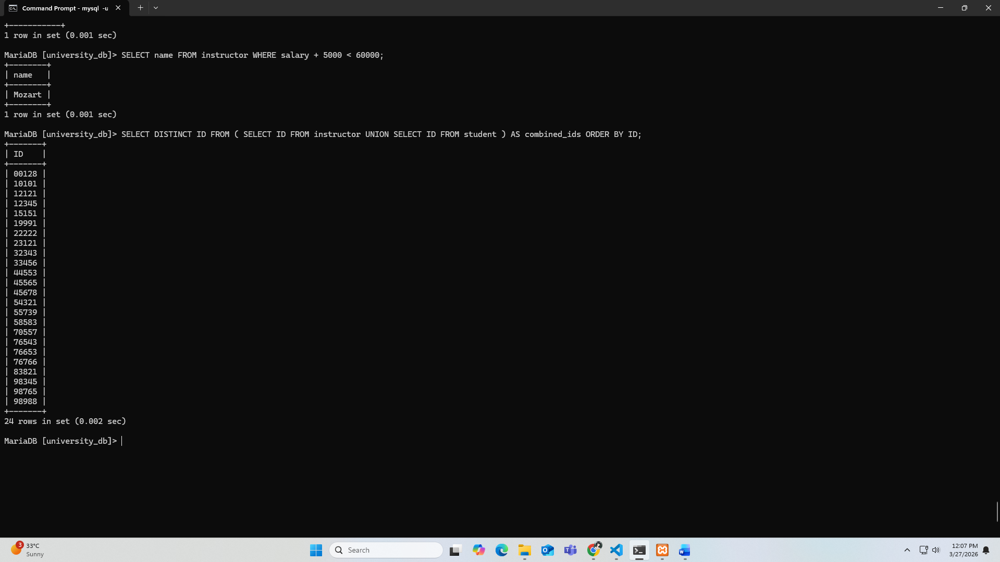 Command Prompt - mysql  -u
+-----------+
1 row in set (0.001 sec)
MariaDB [university_db]> SELECT name FROM instructor WHERE salary + 5000 < 60000;
+--------+
| name   |
+--------+
| Mozart |
+--------+
1 row in set (0.001 sec)
MariaDB [university_db]> SELECT DISTINCT ID FROM ( SELECT ID FROM instructor UNION SELECT ID FROM student ) AS combined_ids ORDER BY ID;
+-------+
| ID    |
+-------+
| 00128 |
| 10101 |
| 12121 |
| 12345 |
| 15151 |
| 19991 |
| 22222 |
| 23121 |
| 32343 |
| 33456 |
| 44553 |
| 45565 |
| 45678 |
| 54321 |
| 55739 |
| 58583 |
| 70557 |
| 76543 |
| 76653 |
| 76766 |
| 83821 |
| 98345 |
| 98765 |
| 98988 |
+-------+
24 rows in set (0.002 sec)
MariaDB [university_db]>
3
33°C
Sunny
Search
12:07 PM
3/27/2026